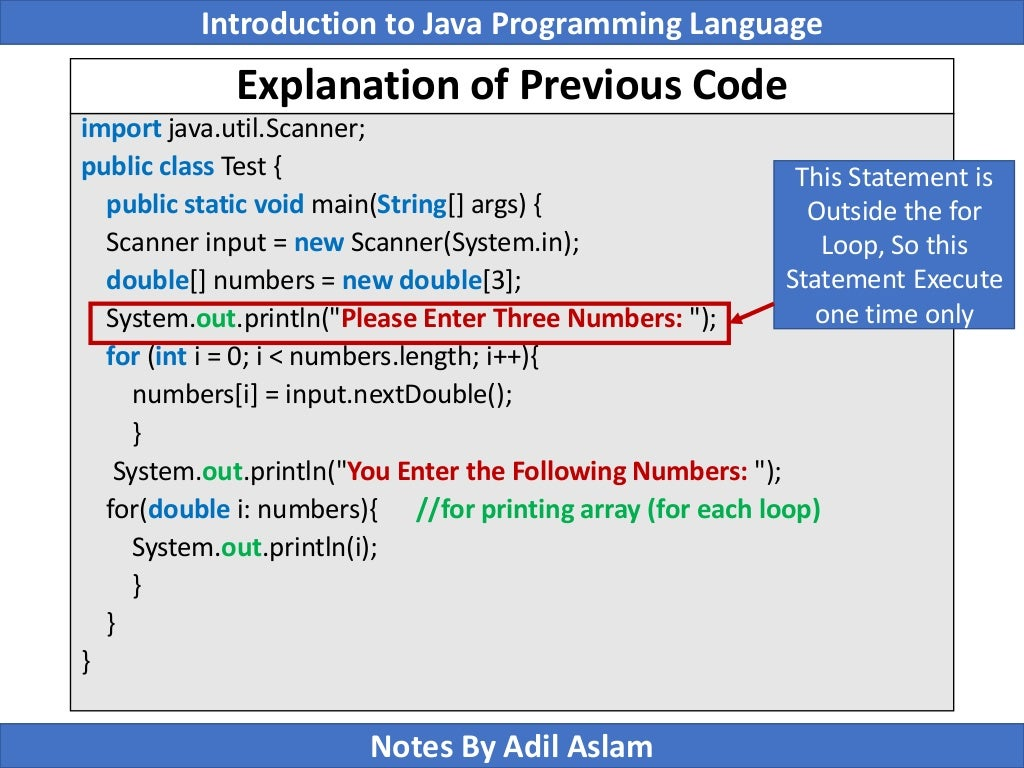 Introduction to Java Programming Language
Explanation of Previous Code
import java.util.Scanner;
public class Test {
public static void main(String[] args) {
Scanner input = new Scanner(System.in);
double[] numbers = new double[3];
System.out.println("Please Enter Three Numbers: ");
for (int i = 0; i < numbers.length; i++){
numbers[i] = input.nextDouble();
}
System.out.println("You Enter the Following Numbers: ");
for(double i: numbers){ //for printing array (for each loop)
System.out.println(i);
}
}
}
This Statement is
Outside the for
Loop, So this
Statement Execute
one time only
Notes By Adil Aslam